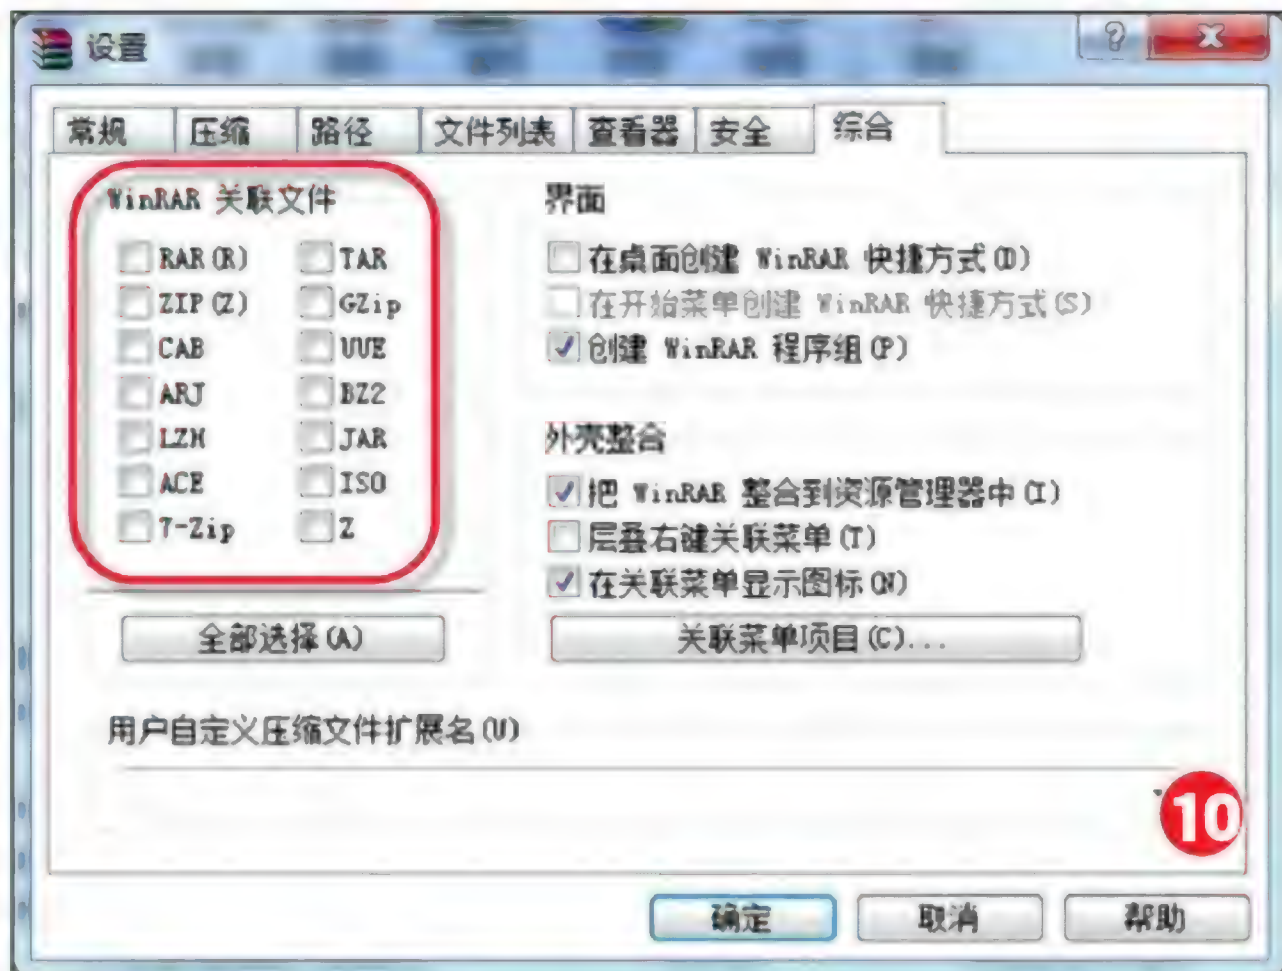 设置
常规 压缩 路径 文件列表 查看器 安全 综合
WinRAR 关联文件
RAR(R) TAR
ZIP(Z) GZip
CAB UUE
ARJ BZ2
LZH JAR
ACE ISO
7-Zip Z
全部选择(A)
界面
在桌面创建 WinRAR 快捷方式(D)
在开始菜单创建 WinRAR 快捷方式(S)
创建 WinRAR 程序组(P)
外壳整合
把 WinRAR 整合到资源管理器中(I)
层叠右键关联菜单(T)
在关联菜单显示图标(N)
关联菜单项目(C)...
用户自定义压缩文件扩展名(U)
10
确定 取消 帮助